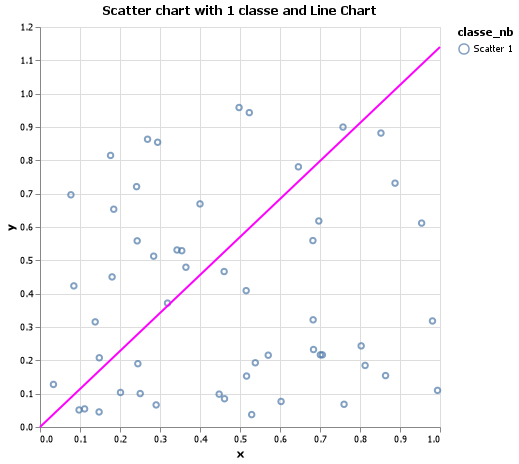 Scatter chart with 1 classe and Line Chart
classe_nb
Scatter 1
1.2
1.1
1.0
0.9
0.8
0.7
0.6
0.5
0.4
0.3
0.2
0.1
0.0
y
0.0 0.1 0.2 0.3 0.4 0.5 0.6 0.7 0.8 0.9 1.0
x